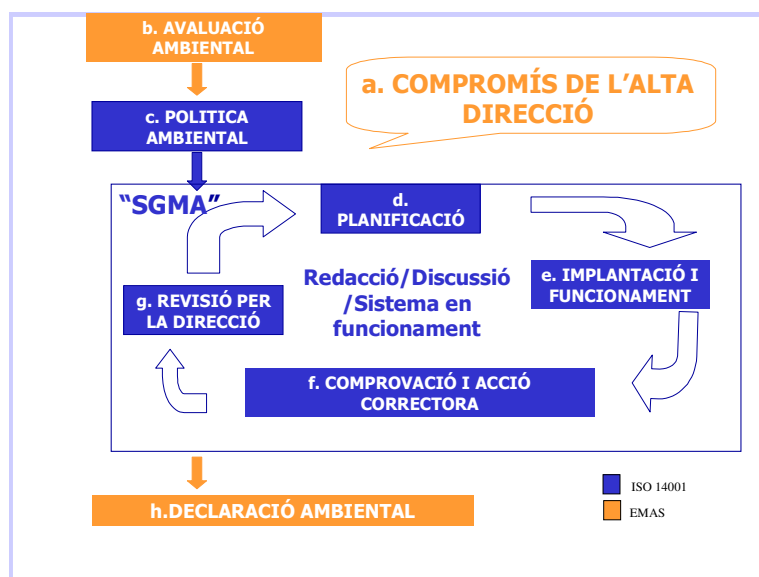 b. AVALUACIÓ
AMBIENTAL
a. COMPROMÍS DE L’ALTA
DIRECCIÓ
c. POLITICA
AMBIENTAL
“SGMA”
d.
PLANIFICACIÓ
e. IMPLANTACIÓ I
FUNCIONAMENT
Redacció/Discussió
/Sistema en
funcionament
g. REVISIÓ PER
LA DIRECCIÓ
f. COMPROVACIÓ I ACCIÓ
CORRECTORA
h.DECLARACIÓ AMBIENTAL
ISO 14001
EMAS